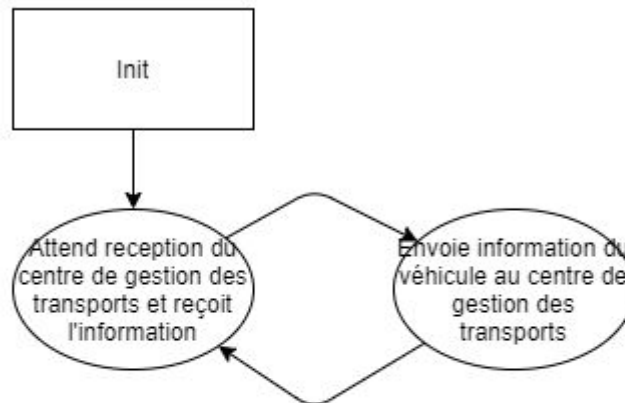 Init
Attend reception du
centre de gestion des
transports et reçoit
l'information
Envoie information du
véhicule au centre de
gestion des
transports